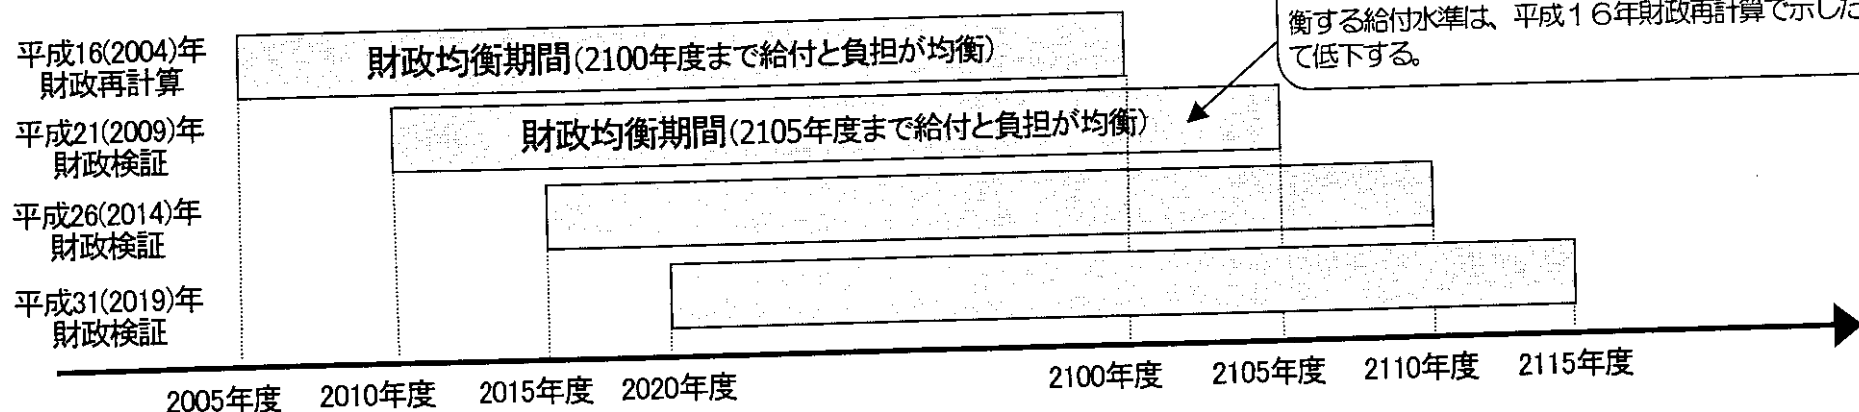 衡する給付水準は、平成16年財政再計算で示した
て低下する。
平成16(2004)年
財政再計算
財政均衡期間(2100年度まで給付と負担が均衡)
平成21(2009)年
財政検証
財政均衡期間(2105年度まで給付と負担が均衡)
平成26(2014)年
財政検証
平成31(2019)年
財政検証
2005年度 2010年度 2015年度 2020年度 2100年度 2105年度 2110年度 2115年度